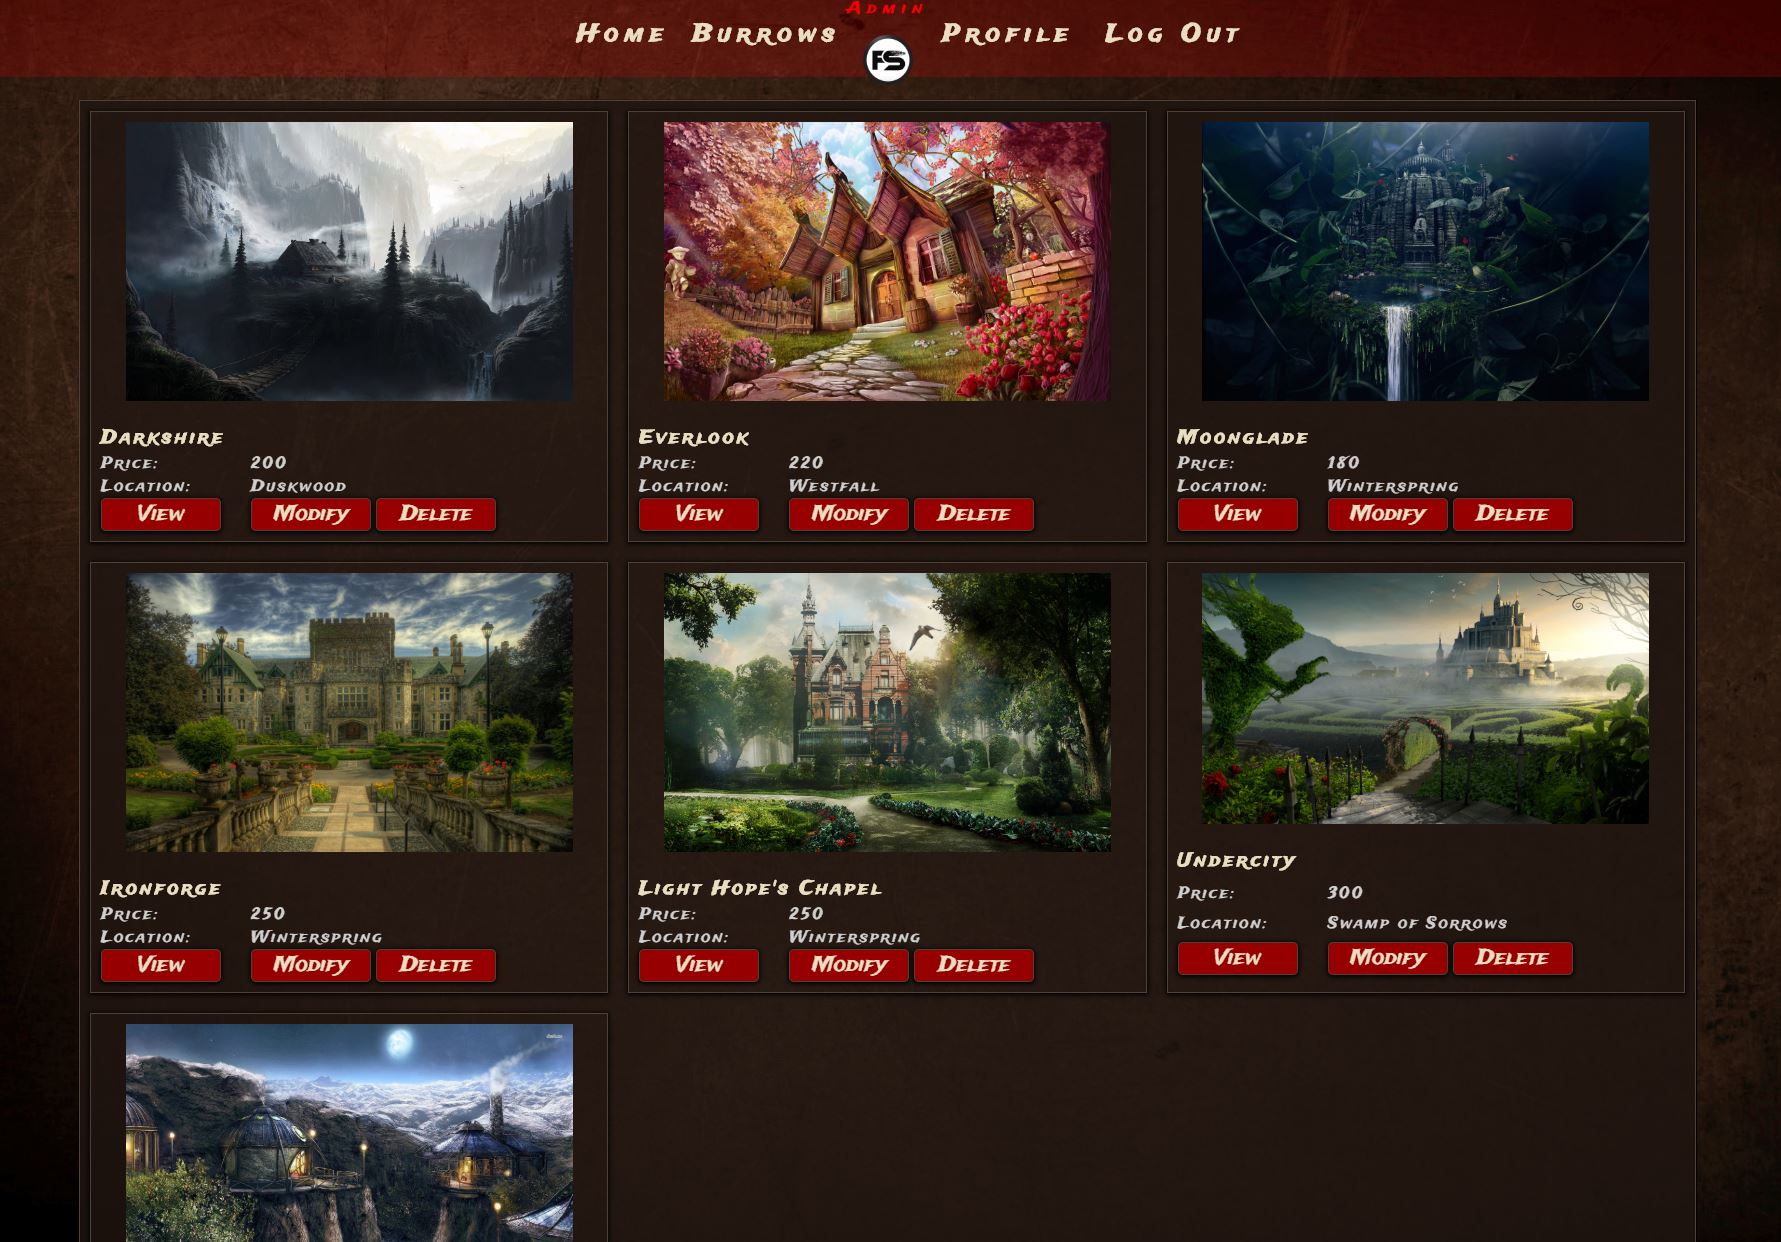 Admin
Home Burrows Profile Log Out
FS
Darkshire
Price: 200
Location: Duskwood
View Modify Delete
Everlook
Price: 220
Location: Westfall
View Modify Delete
Moonglade
Price: 180
Location: Winterspring
View Modify Delete
Ironforge
Price: 250
Location: Winterspring
View Modify Delete
Light Hope's Chapel
Price: 250
Location: Winterspring
View Modify Delete
Undercity
Price: 300
Location: Swamp of Sorrows
View Modify Delete